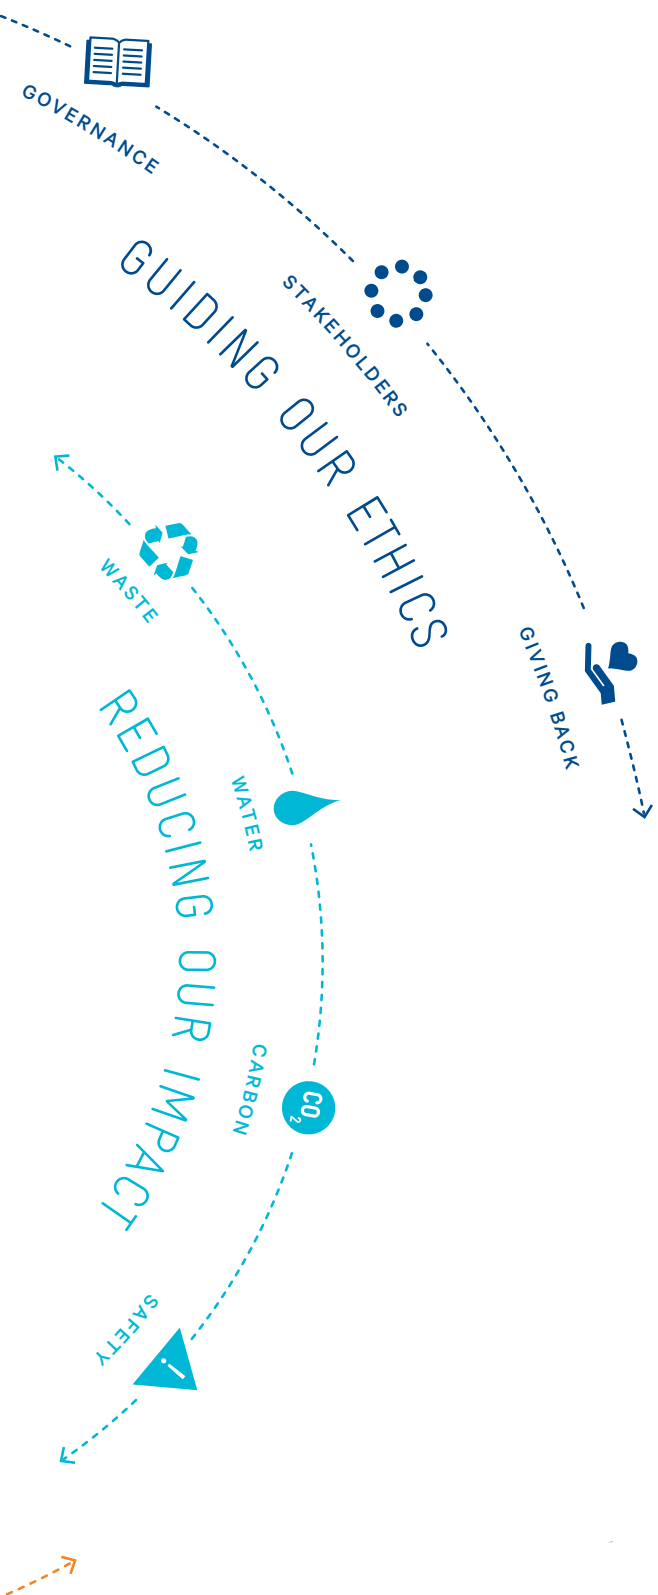 GOVERNANCE
STAKEHOLDERS
GUIDING OUR ETHICS
GIVING BACK
WASTE
WATER
REDUCING OUR IMPACT
CARBON
CO2
SAFETY